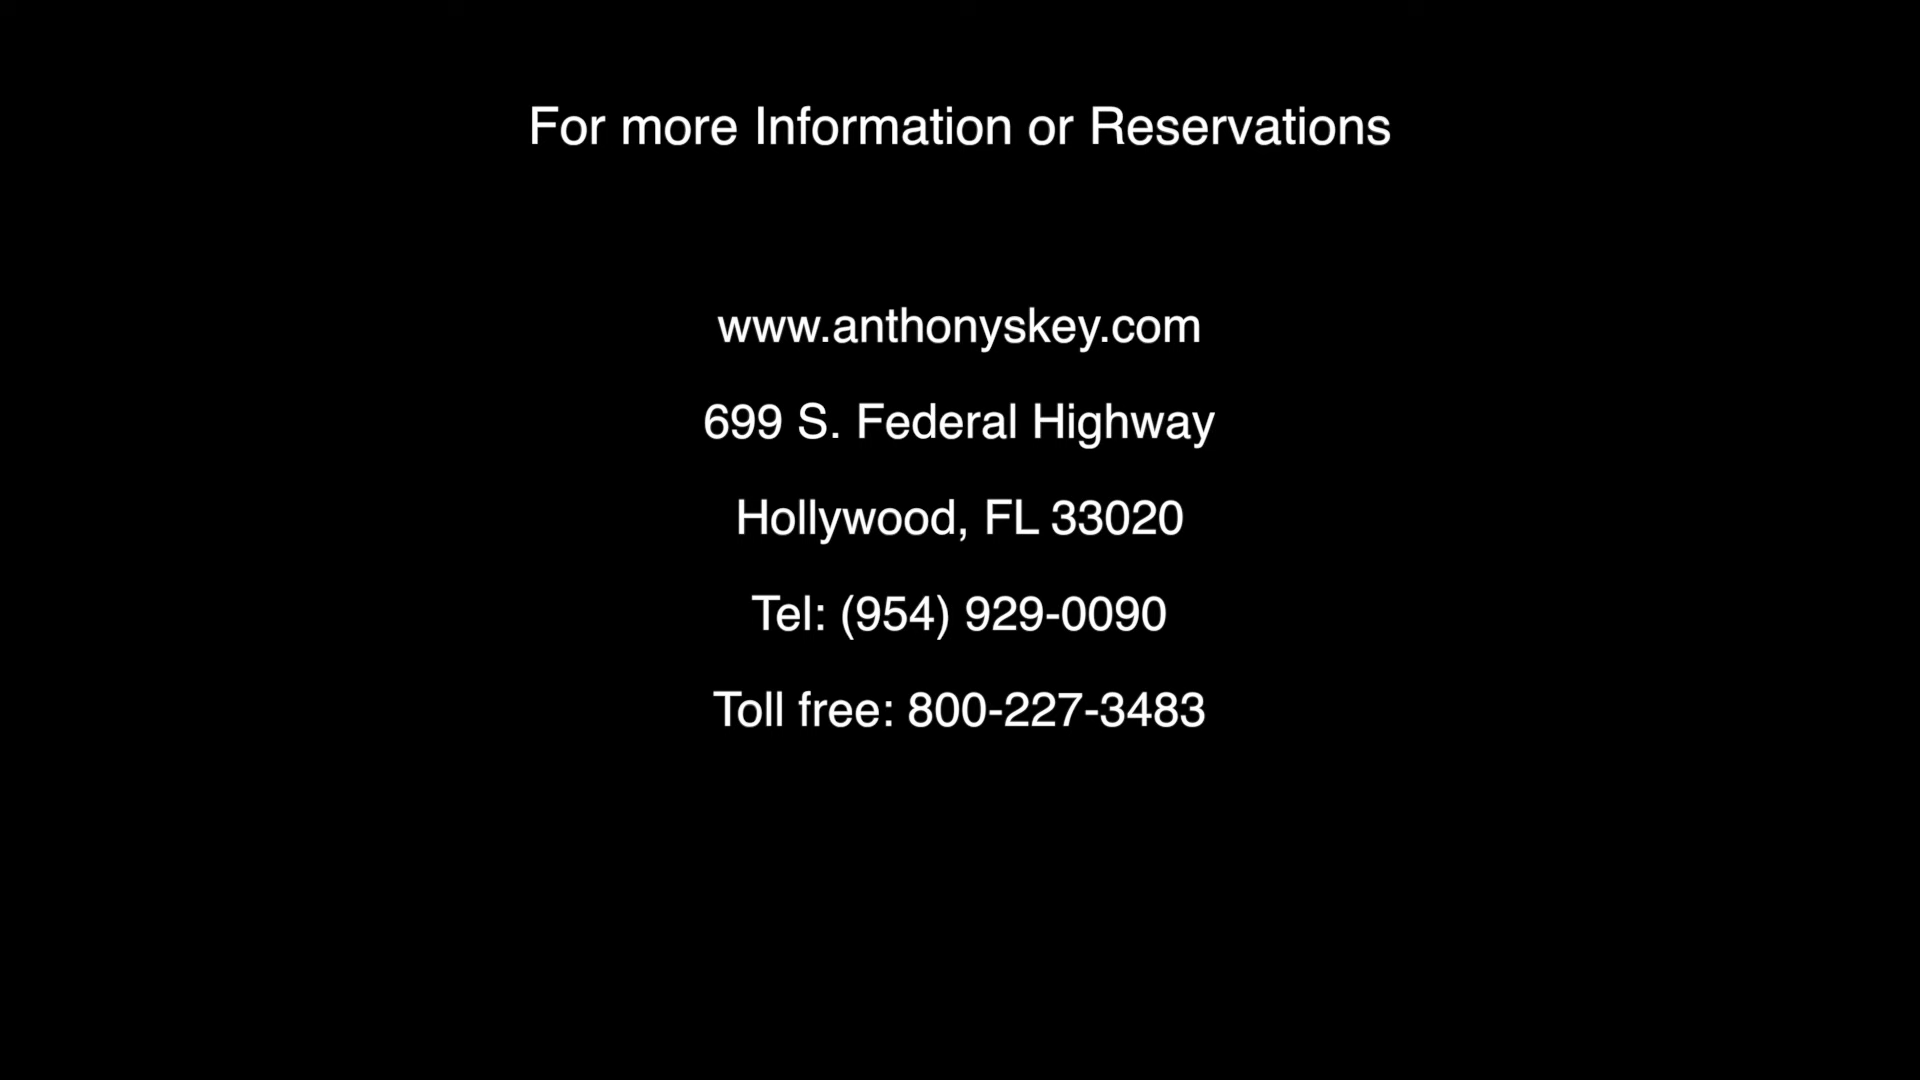 For more Information or Reservations
www.anthonyskey.com
699 S. Federal Highway
Hollywood, FL 33020
Tel: (954) 929-0090
Toll free: 800-227-3483